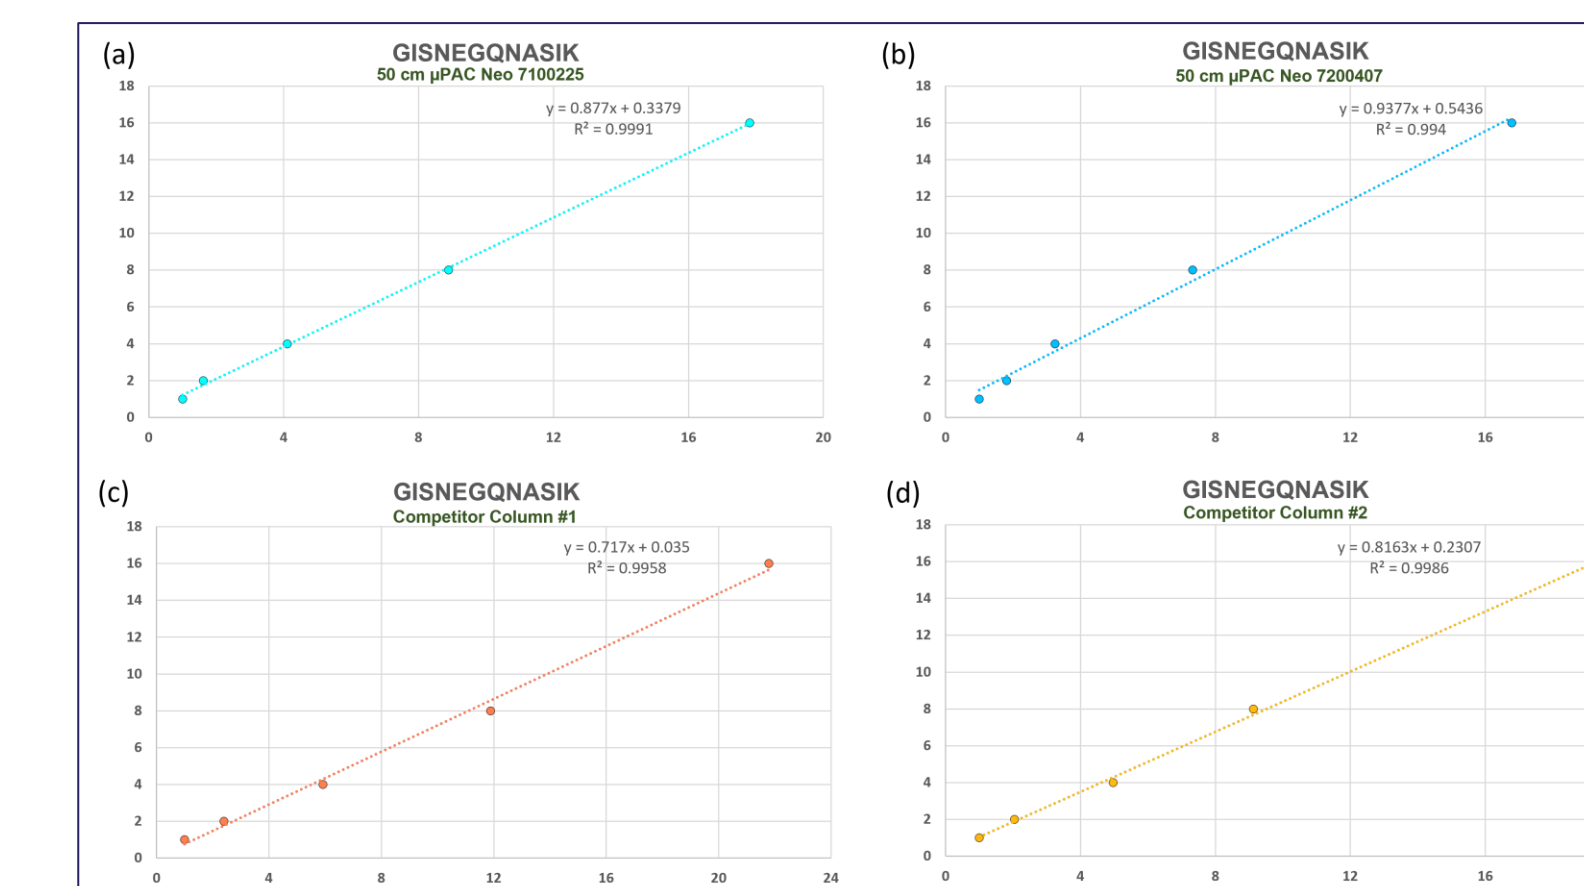 (a)
GISNEGQNASIK
50 cm µPAC Neo 7100225
y = 0.877x + 0.3379
R² = 0.9991
18
16
14
12
10
8
6
4
2
0
0 4 8 12 16 20
(b)
GISNEGQNASIK
50 cm µPAC Neo 7200407
y = 0.9377x + 0.5436
R² = 0.994
18
16
14
12
10
8
6
4
2
0
0 4 8 12 16
(c)
GISNEGQNASIK
Competitor Column #1
y = 0.717x + 0.035
R² = 0.9958
18
16
14
12
10
8
6
4
2
0
0 4 8 12 16 20 24
(d)
GISNEGQNASIK
Competitor Column #2
y = 0.8163x + 0.2307
R² = 0.9986
18
16
14
12
10
8
6
4
2
0
0 4 8 12 16